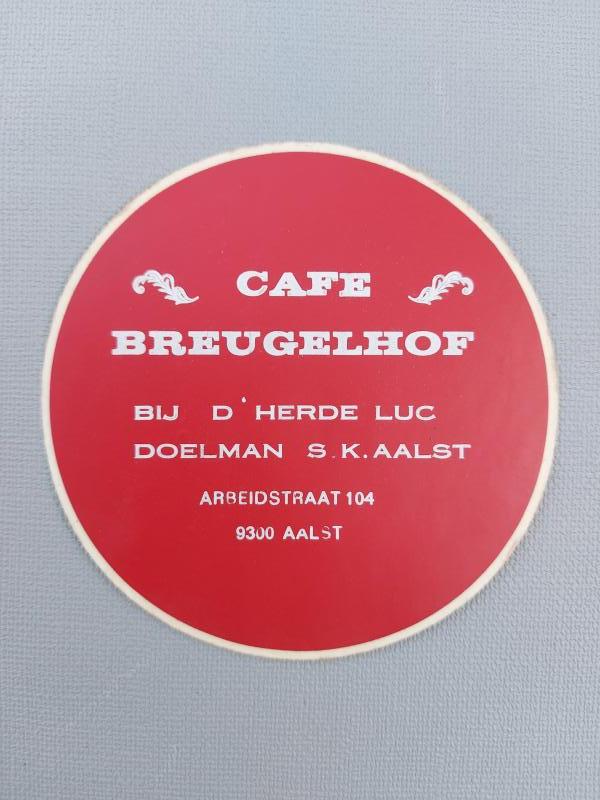 CAFE
BREUGELHOF
BIJ D'HERDE LUC
DOELMAN S.K.AALST
ARBEIDSTRAAT 104
9300 AALST